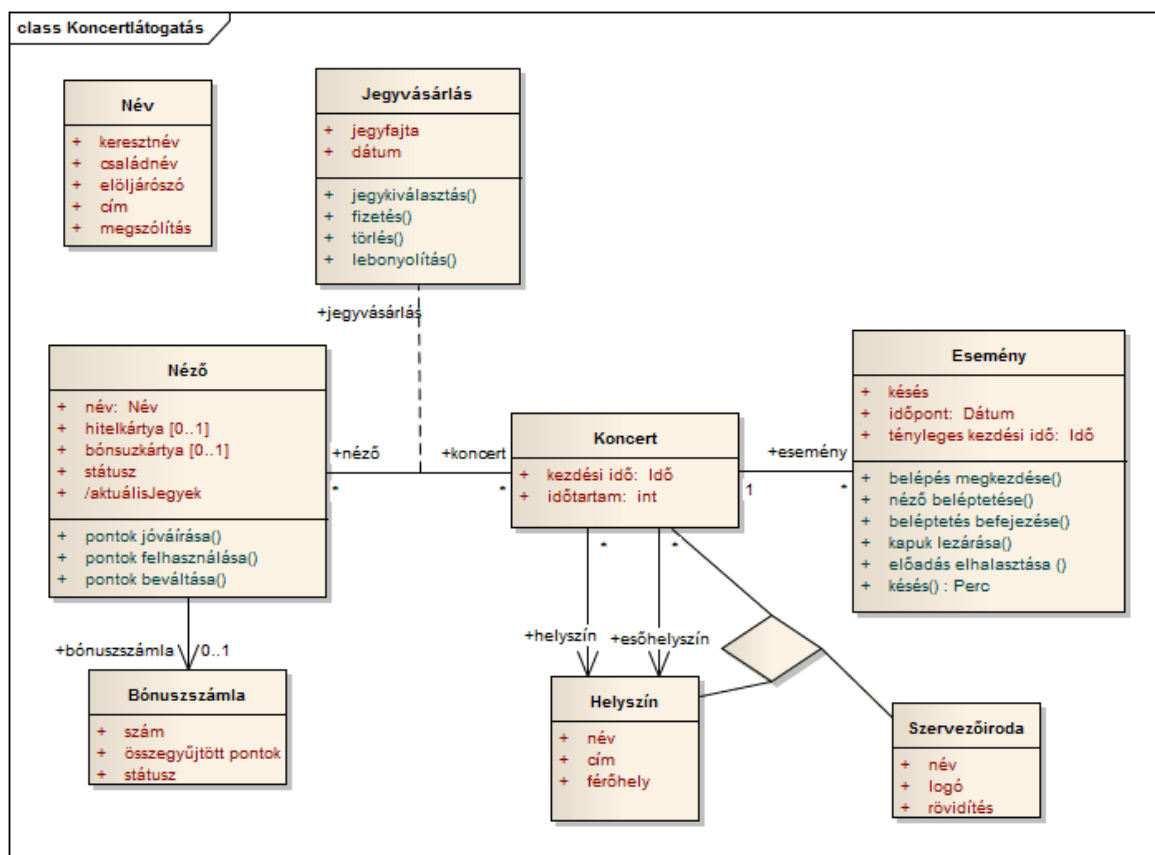 class Koncertlátogatás
Név
+ keresztnév
+ családnév
+ elöljárószó
+ cím
+ megszólítás
Jegyvásárlás
+ jegyfajta
+ dátum
+ jegykiválasztás()
+ fizetés()
+ törlés()
+ lebonyolítás()
+jegyvásárlás
Néző
+ név: Név
+ hitelkártya [0..1]
+ bónsuzkártya [0..1]
+ státusz
+ /aktuálisJegyek
+ pontok jóváírása()
+ pontok felhasználása()
+ pontok beváltása()
+néző
*
+koncert
*
Koncert
+ kezdési idő: Idő
+ időtartam: int
+esemény
1
*
Esemény
+ késés
+ időpont: Dátum
+ tényleges kezdési idő: Idő
+ belépés megkezdése()
+ néző beléptetése()
+ beléptetés befejezése()
+ kapuk lezárása()
+ előadás elhalasztása ()
+ késés() : Perc
*
*
+helyszín
+esőhelyszín
+bónuszszámla
0..1
Bónuszszámla
+ szám
+ összegyűjtött pontok
+ státusz
Helyszín
+ név
+ cím
+ férőhely
Szervezőiroda
+ név
+ logó
+ rövidítés